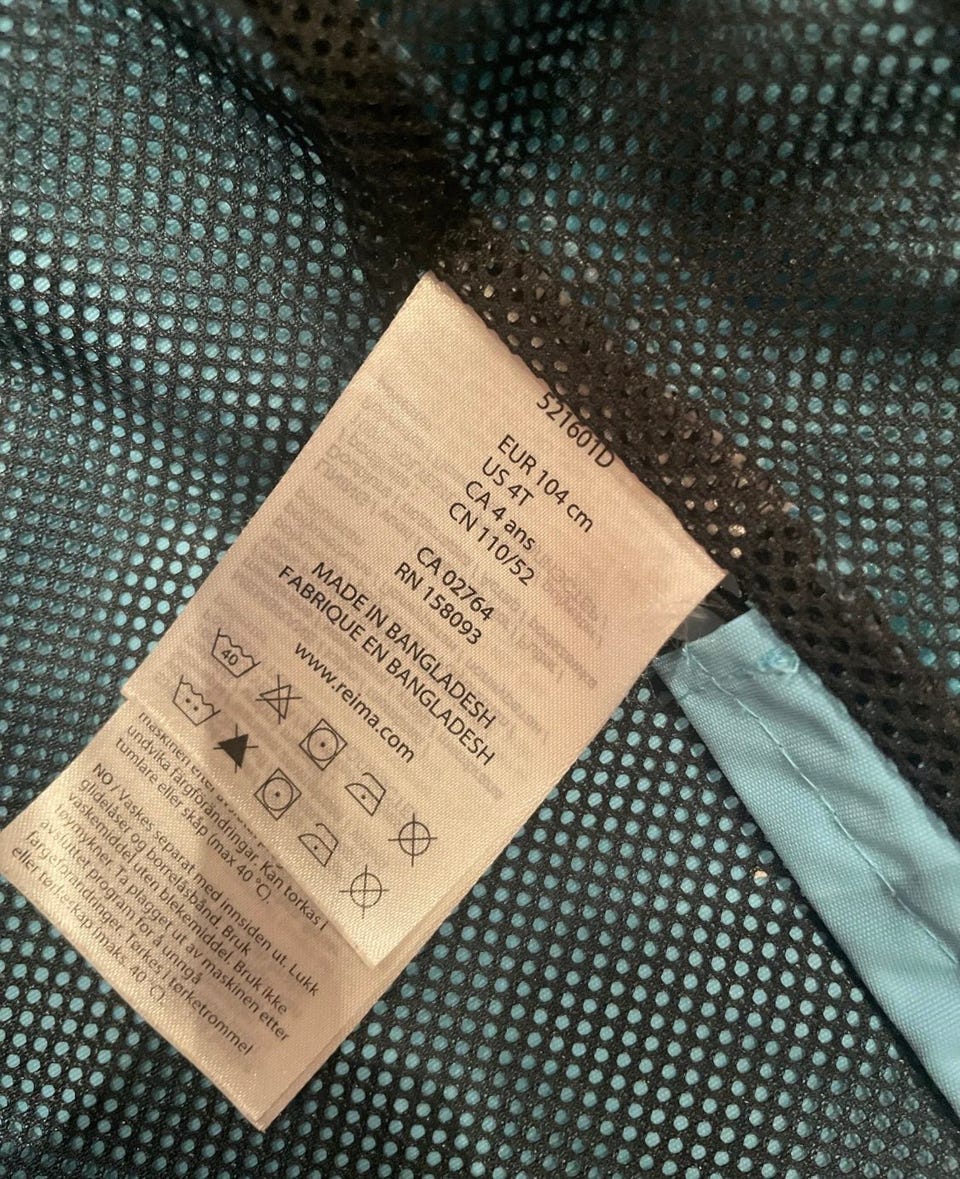 521601D
EUR 104 cm
US 4T
CA 4 ans
CN 110/52
CA 02764
RN 158093
MADE IN BANGLADESH
FABRIQUE EN BANGLADESH
www.reima.com
40
maskinen
undvika färgförändringar. Kan torkas i
tumlare eller skåp (max 40 °C).
NO / Vaskes separat med innsiden ut. Lukk
glidelåser og borrelåsbånd. Bruk
vaskemiddel uten blekemiddel. Bruk ikke
tøymykner. Ta plagget ut av maskinen etter
avsluttet program for å unngå
fargeforandringer. Tørkes i tørketrommel
eller tørkeskap (maks. 40 °C).